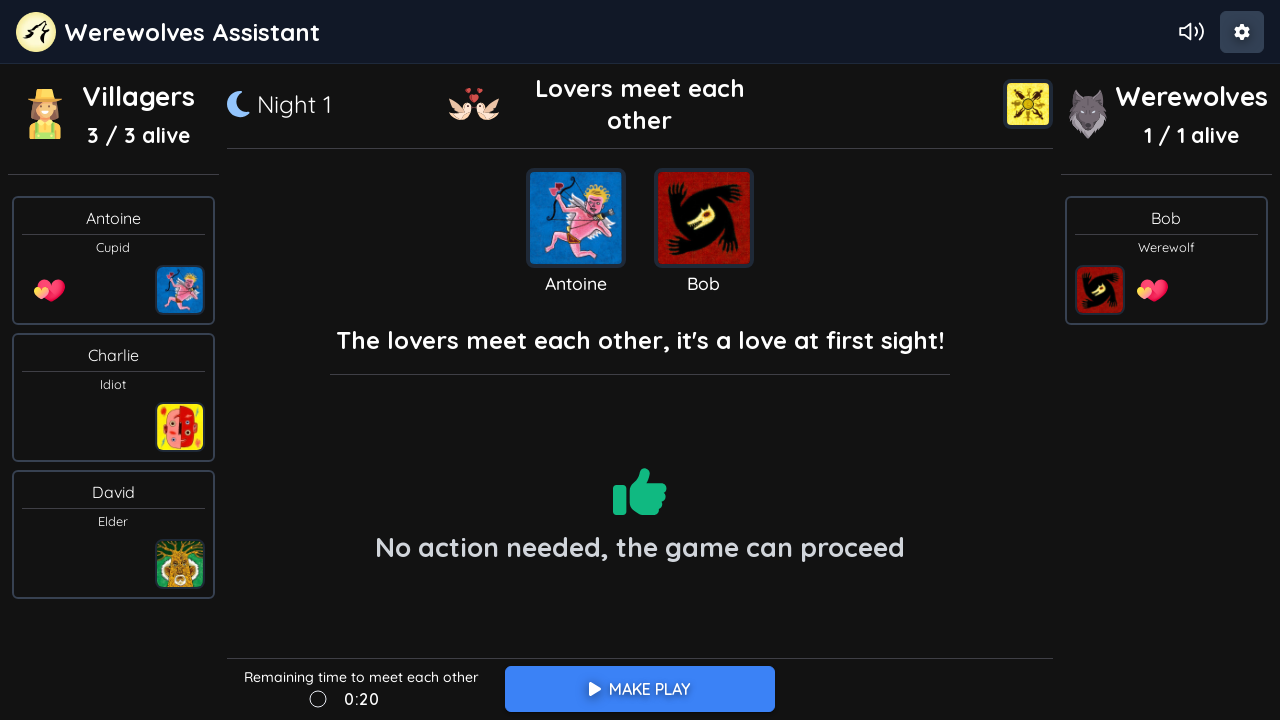 Werewolves Assistant
Villagers
3 / 3 alive
Antoine
Cupid
Charlie
Idiot
David
Elder
Night 1
Lovers meet each
other
Antoine
Bob
The lovers meet each other, it's a love at first sight!
No action needed, the game can proceed
Remaining time to meet each other
0:20
MAKE PLAY
Werewolves
1 / 1 alive
Bob
Werewolf